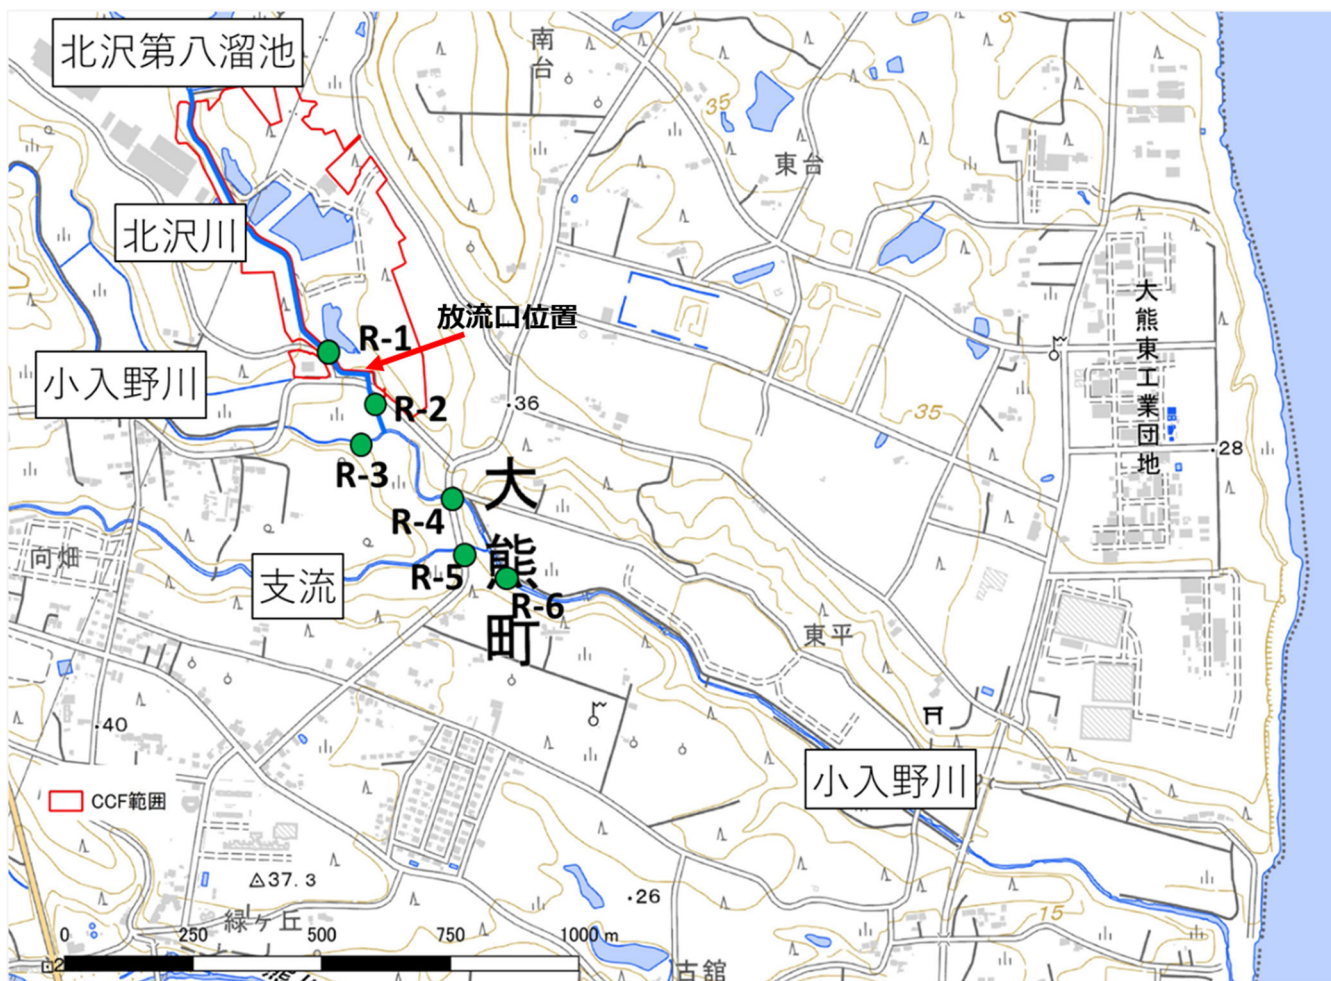 北沢第八溜池
南台
35
東台
北沢川
放流口位置
R-1
大熊東工業団地
小入野川
R-2
36
35
R-3
28
R-4
大熊町
向畑
支流
R-5
R-6
東平
40
小入野川
CCF範囲
37.3
26
緑ヶ丘
15
0 250 500 750 1000 m
古舘